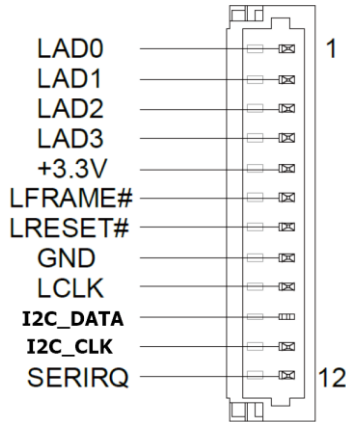 LAD0 1
LAD1
LAD2
LAD3
+3.3V
LFRAME#
LRESET#
GND
LCLK
I2C_DATA
I2C_CLK
SERIRQ 12